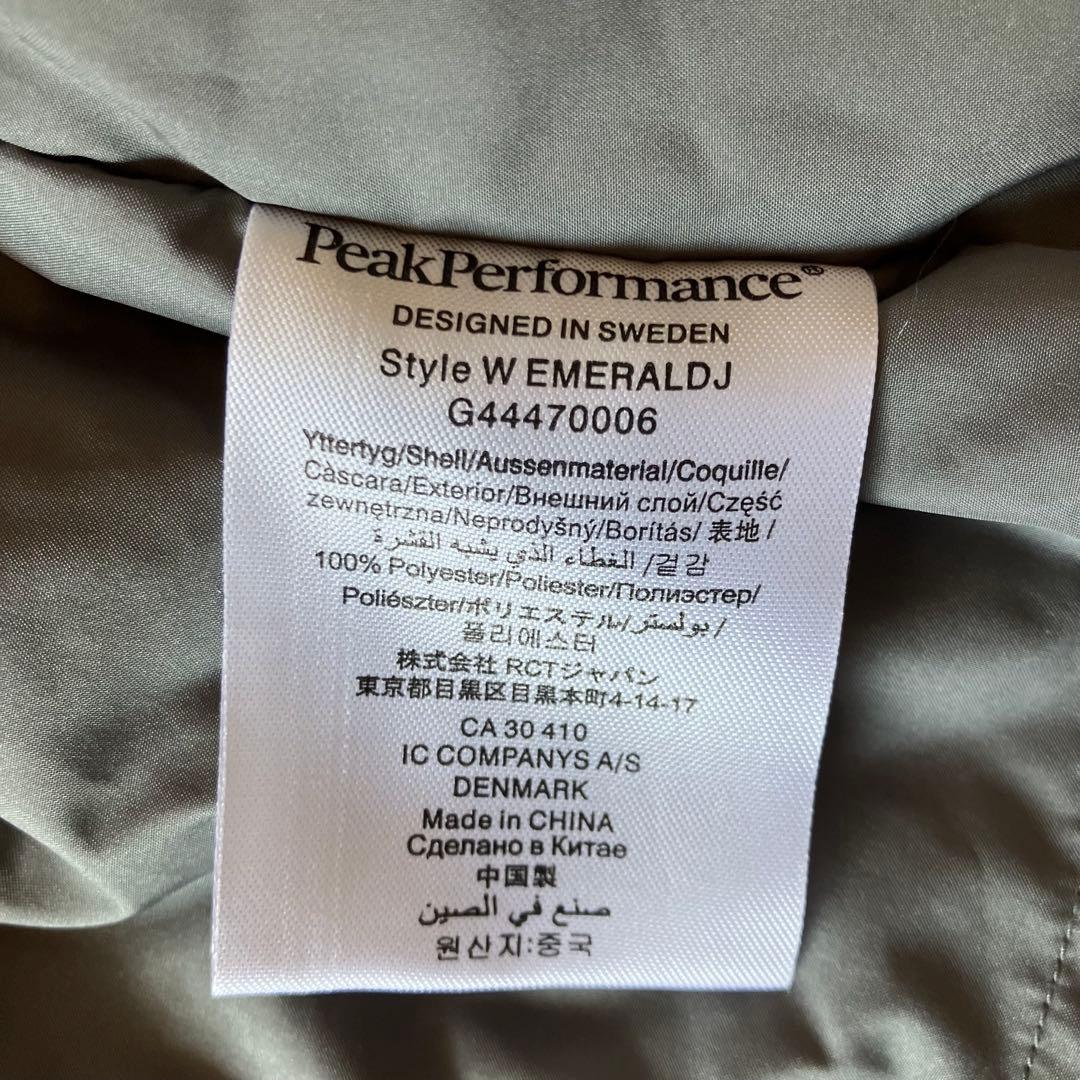 PeakPerformance®
DESIGNED IN SWEDEN
Style W EMERALDJ
G44470006
Yttertyg/Shell/Aussenmaterial/Coquille/
Càscara/Exterior/Внешний слой/Część
zewnętrzna/Neprodyšný/Borítás/ 表地 /
الغطاء الذي يشبه القشرة /겉감
100% Polyester/Poliester/Полиэстер/
Poliészter/ポリエステル/بولستر/
폴리에스터
株式会社 RCTジャパン
東京都目黒区目黒本町4-14-17
CA 30 410
IC COMPANYS A/S
DENMARK
Made in CHINA
Сделано в Китае
中国製
صنع في الصين
원산지:중국